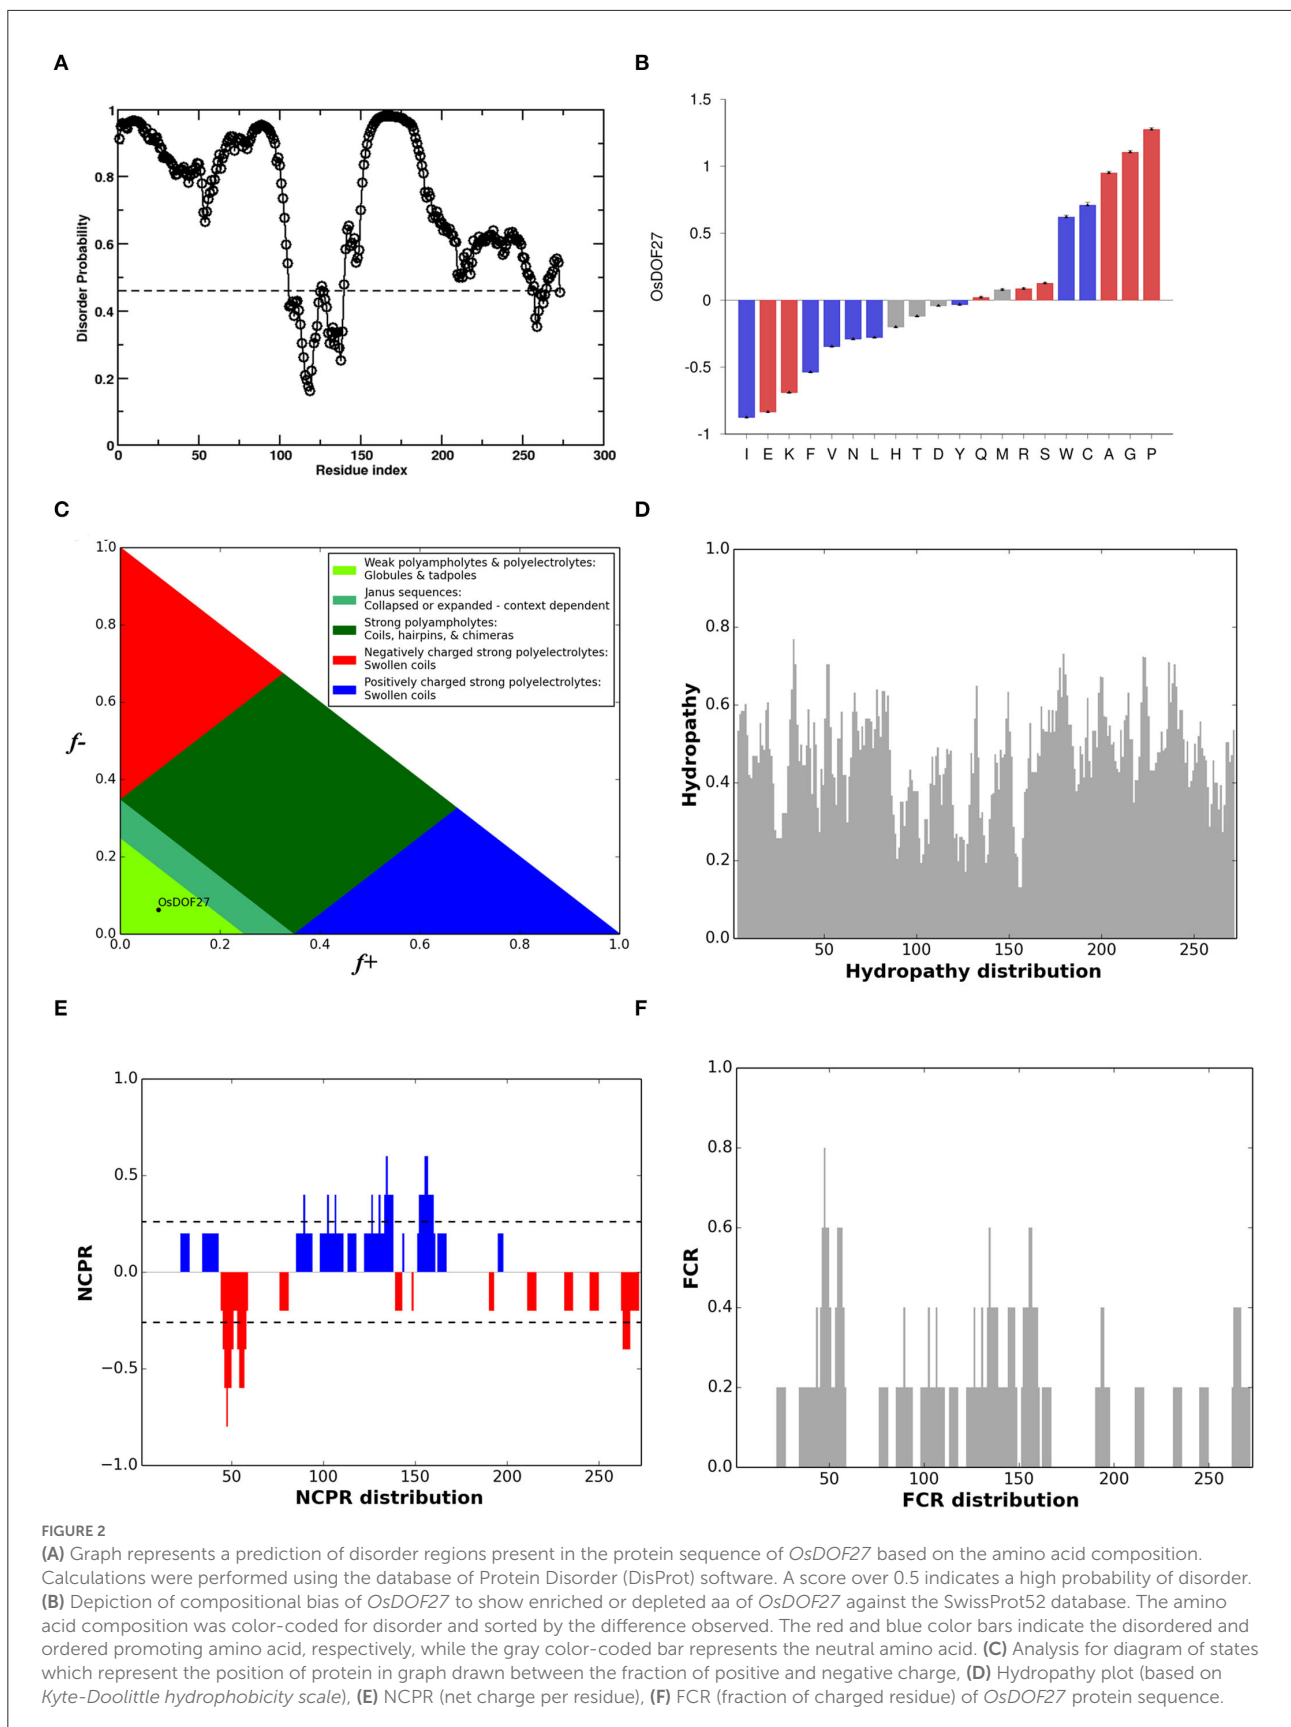 A
B
1
0.8
0.6
0.4
0.2
0
Disorder Probability
0 50 100 150 200 250 300
Residue index
1.5
1
0.5
0
-0.5
-1
OsDOF27
I E K F V N L H T D Y Q M R S W C A G P
C
D
1.0
0.8
0.6
0.4
0.2
0.0
f-
0.0 0.2 0.4 0.6 0.8 1.0
f+
OsDOF27
Weak polyampholytes & polyelectrolytes:
Globules & tadpoles
Janus sequences:
Collapsed or expanded - context dependent
Strong polyampholytes:
Coils, hairpins, & chimeras
Negatively charged strong polyelectrolytes:
Swollen coils
Positively charged strong polyelectrolytes:
Swollen coils
1.0
0.8
0.6
0.4
0.2
0.0
Hydropathy
50 100 150 200 250
Hydropathy distribution
E
F
1.0
0.5
0.0
−0.5
−1.0
NCPR
50 100 150 200 250
NCPR distribution
1.0
0.8
0.6
0.4
0.2
0.0
FCR
50 100 150 200 250
FCR distribution
FIGURE 2
(A) Graph represents a prediction of disorder regions present in the protein sequence of OsDOF27 based on the amino acid composition.
Calculations were performed using the database of Protein Disorder (DisProt) software. A score over 0.5 indicates a high probability of disorder.
(B) Depiction of compositional bias of OsDOF27 to show enriched or depleted aa of OsDOF27 against the SwissProt52 database. The amino
acid composition was color-coded for disorder and sorted by the difference observed. The red and blue color bars indicate the disordered and
ordered promoting amino acid, respectively, while the gray color-coded bar represents the neutral amino acid. (C) Analysis for diagram of states
which represent the position of protein in graph drawn between the fraction of positive and negative charge, (D) Hydropathy plot (based on
Kyte-Doolittle hydrophobicity scale), (E) NCPR (net charge per residue), (F) FCR (fraction of charged residue) of OsDOF27 protein sequence.